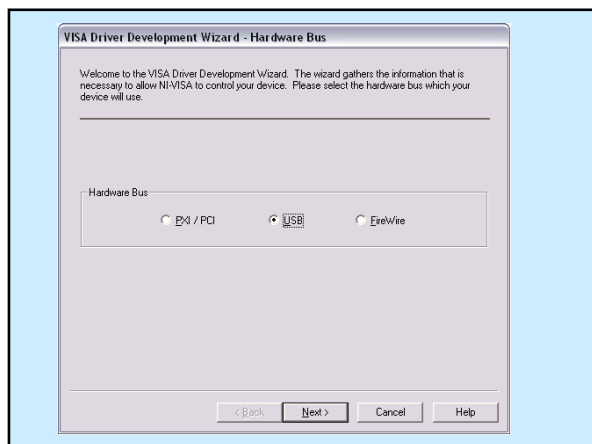 VISA Driver Development Wizard - Hardware Bus
Welcome to the VISA Driver Development Wizard. The wizard gathers the information that is
necessary to allow NI-VISA to control your device. Please select the hardware bus which your
device will use.
Hardware Bus
PXI / PCI USB FireWire
< Back Next > Cancel Help